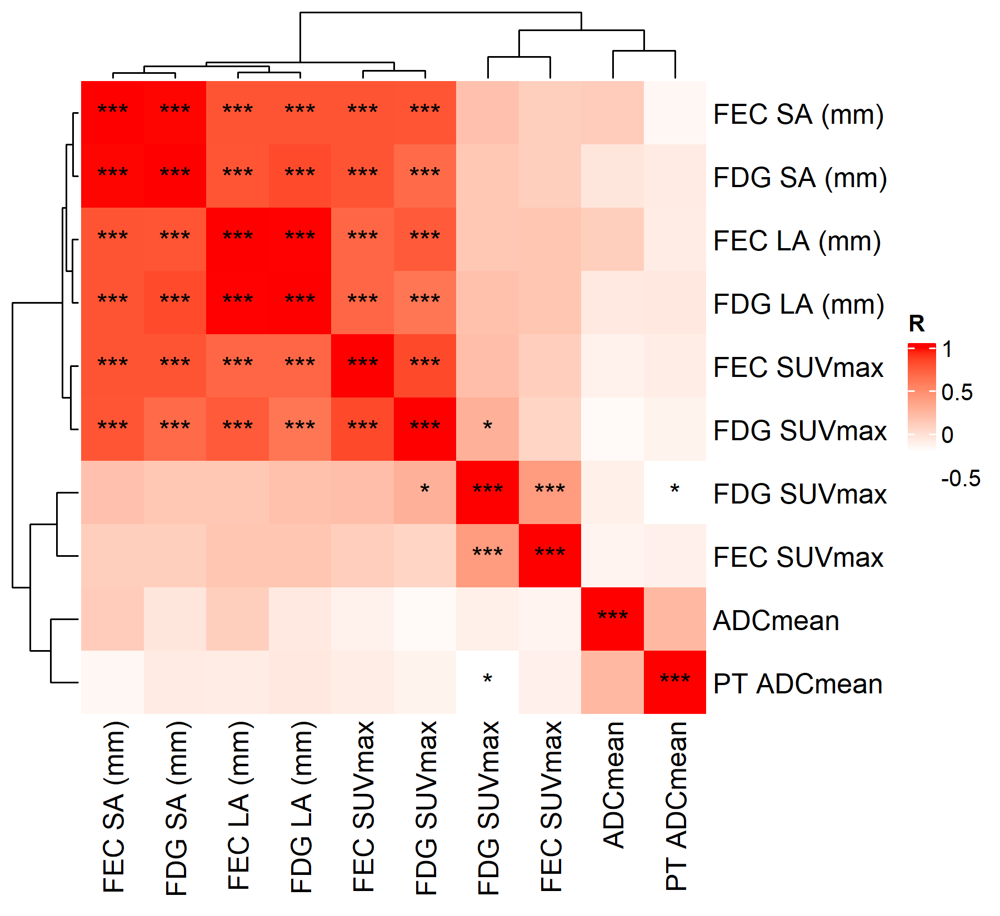 *** *** *** *** *** *** FEC SA (mm)
*** *** *** *** *** *** FDG SA (mm)
*** *** *** *** *** *** FEC LA (mm)
*** *** *** *** *** *** FDG LA (mm)
*** *** *** *** *** *** FEC SUVmax
*** *** *** *** *** *** * FDG SUVmax
* *** *** * FDG SUVmax
*** *** FEC SUVmax
*** ADCmean
* *** PT ADCmean
FEC SA (mm)
FDG SA (mm)
FEC LA (mm)
FDG LA (mm)
FEC SUVmax
FDG SUVmax
FDG SUVmax
FEC SUVmax
ADCmean
PT ADCmean
R
1
0.5
0
-0.5